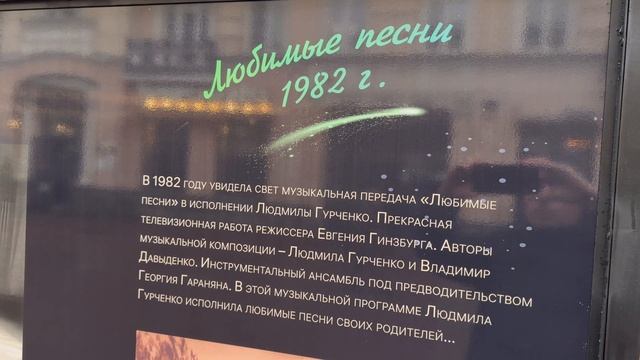 Любимые песни
1982 г.
В 1982 году увидела свет музыкальная передача «Любимые
песни» в исполнении Людмилы Гурченко. Прекрасная
телевизионная работа режиссера Евгения Гинзбурга. Авторы
музыкальной композиции – Людмила Гурченко и Владимир
Давыденко. Инструментальный ансамбль под предводительством
Георгия Гараняна. В этой музыкальной программе Людмила
Гурченко исполнила любимые песни своих родителей...